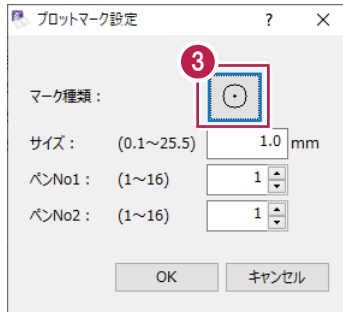 プロットマーク設定 ? ×
3
マーク種類：
サイズ： (0.1～25.5) 1.0 mm
ペンNo1： (1～16) 1
ペンNo2： (1～16) 1
OK キャンセル